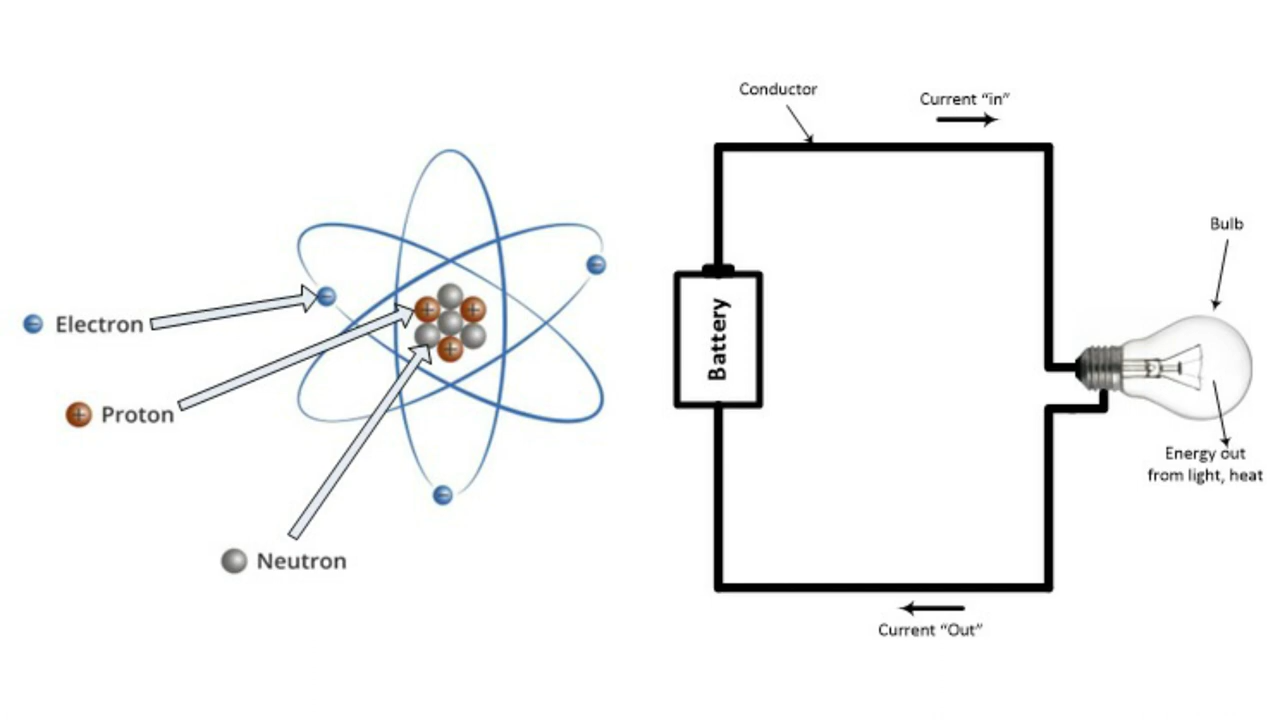 Electron
Proton
Neutron
Conductor
Current “in”
Battery
Bulb
Energy out
from light, heat
Current “Out”